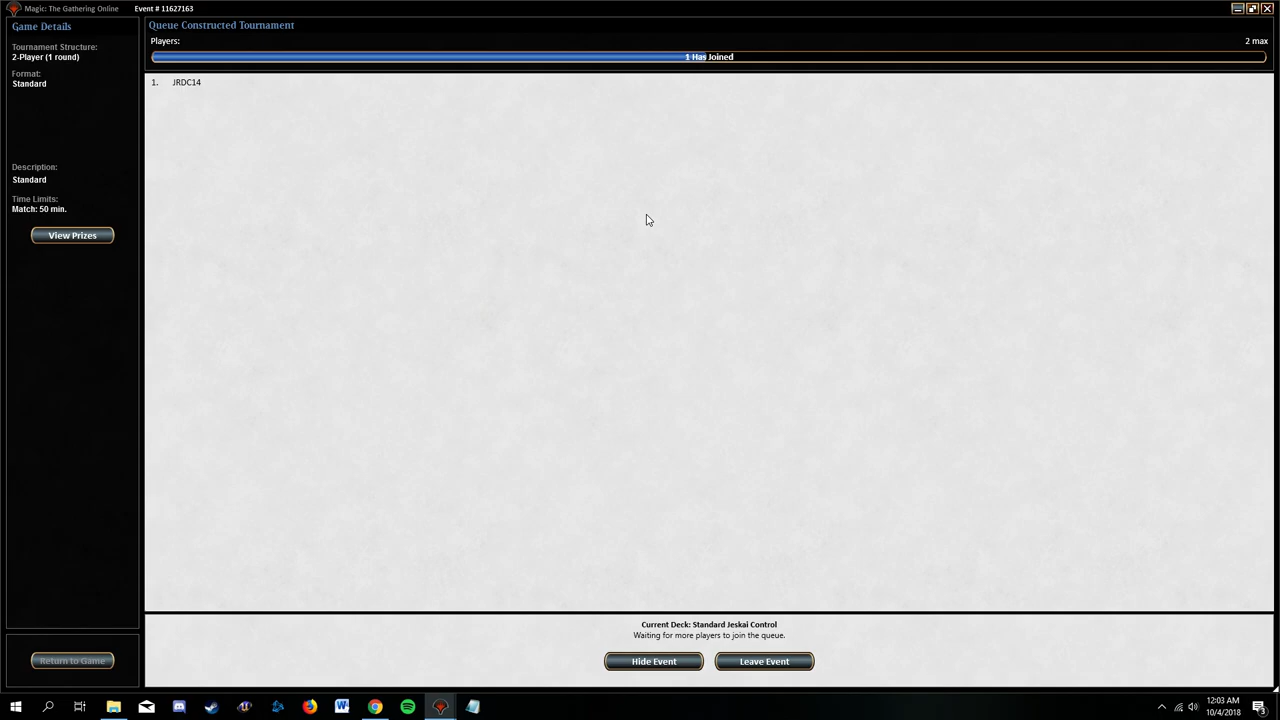 Magic: The Gathering Online Event # 11627163
Game Details
Tournament Structure:
2-Player (1 round)
Format:
Standard
Description:
Standard
Time Limits:
Match: 50 min.
View Prizes
Return to Game
Queue Constructed Tournament
Players: 2 max
1 Has Joined
1. JRDC14
Current Deck: Standard Jeskai Control
Waiting for more players to join the queue.
Hide Event Leave Event
12:03 AM
10/4/2018
3